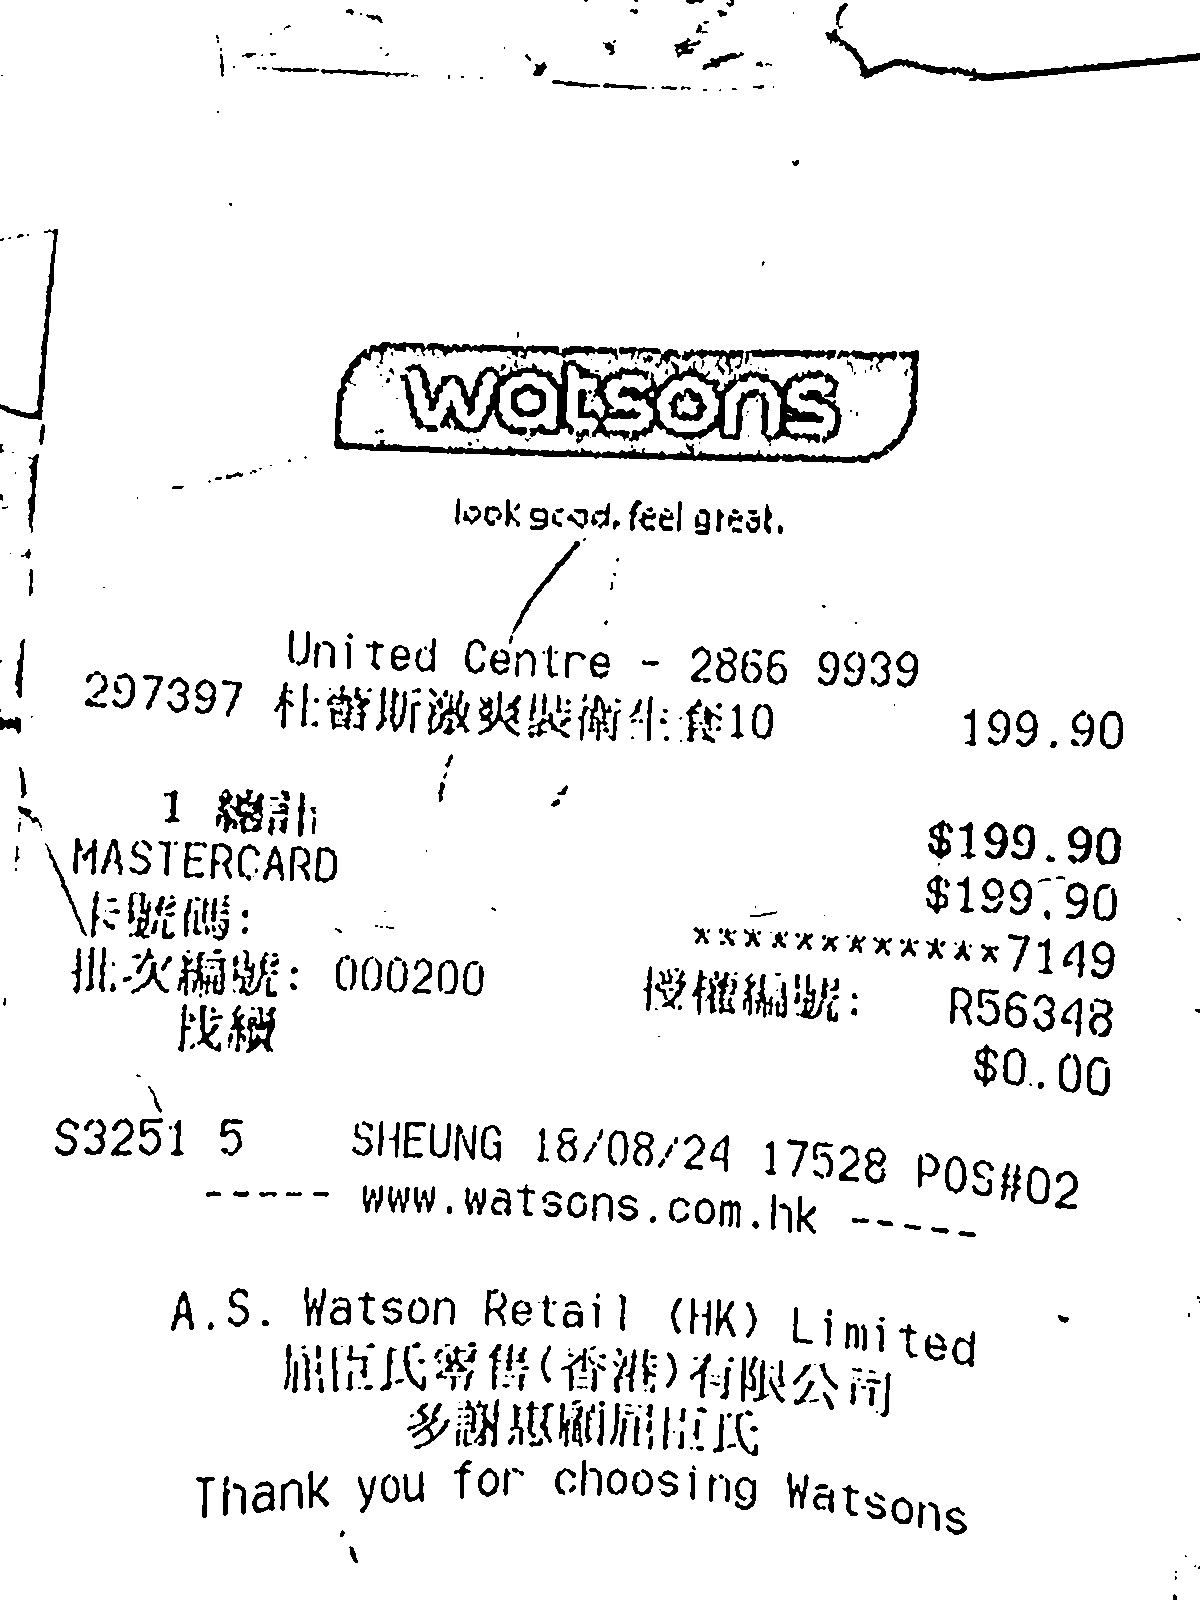 watsons
look good. feel great.
United Centre - 2866 9939
297397 杜蕾斯激爽裝衛生套10 199.90
1 總計 $199.90
MASTERCARD $199.90
卡號碼: ************7149
批次編號: 000200 授權編號: R56348
找續 $0.00
S3251 5 SHEUNG 18/08/24 17528 POS#02
----- www.watsons.com.hk -----
A.S. Watson Retail (HK) Limited
屈臣氏零售(香港)有限公司
多謝惠顧屈臣氏
Thank you for choosing Watsons